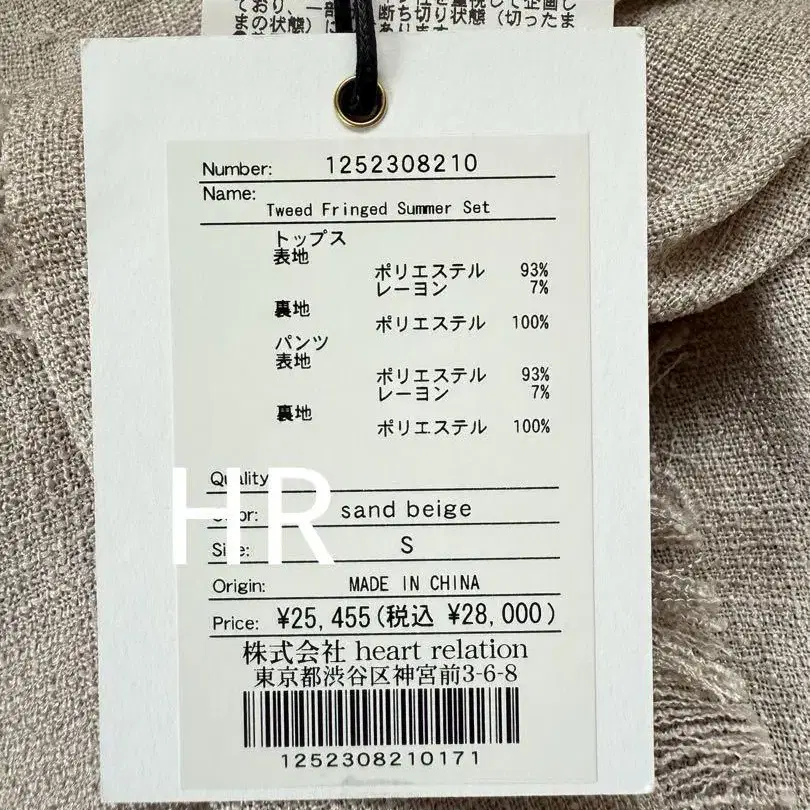 ており、一部
まの状態）に
断ち切り状態（切ったま
Number: 1252308210
Name:
Tweed Fringed Summer Set
トップス
表地
ポリエステル 93%
レーヨン 7%
裏地
ポリエステル 100%
パンツ
表地
ポリエステル 93%
レーヨン 7%
裏地
ポリエステル 100%
Quality
HR
sand beige
Size: S
Origin: MADE IN CHINA
Price: ¥25,455(税込 ¥28,000)
株式会社 heart relation
東京都渋谷区神宮前3-6-8
1252308210171